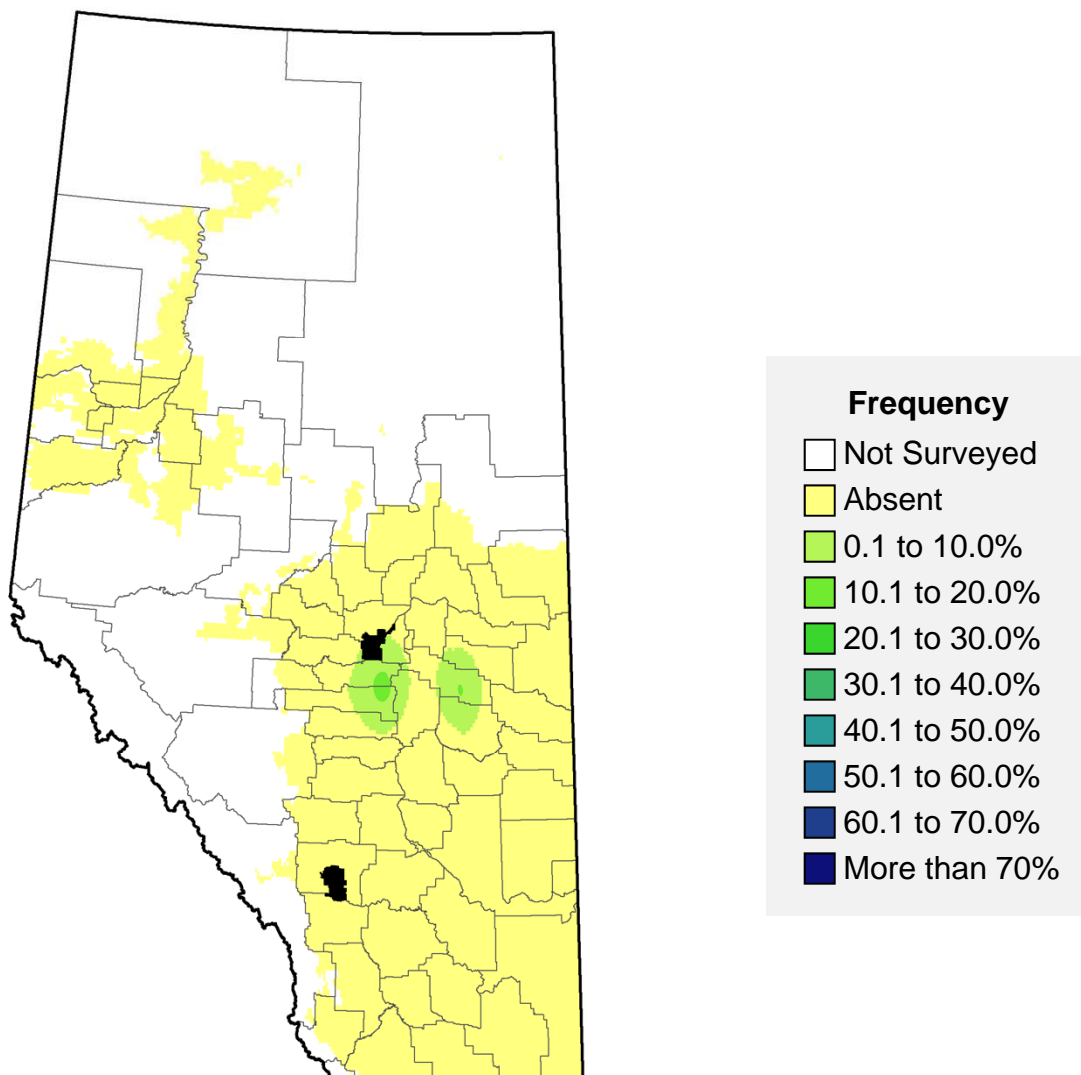 Frequency
Not Surveyed
Absent
0.1 to 10.0%
10.1 to 20.0%
20.1 to 30.0%
30.1 to 40.0%
40.1 to 50.0%
50.1 to 60.0%
60.1 to 70.0%
More than 70%